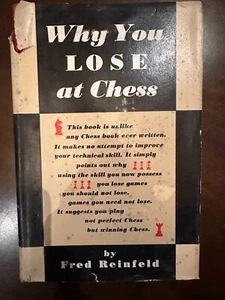 Why You
LOSE
at Chess
This book is unlike
any Chess book ever written.
It makes no attempt to improve
your technical skill. It simply
points out why
using the skill you now possess
you lose games
you should not lose,
games you need not lose.
It suggests you play
not perfect Chess
but winning Chess.
by
Fred Reinfeld